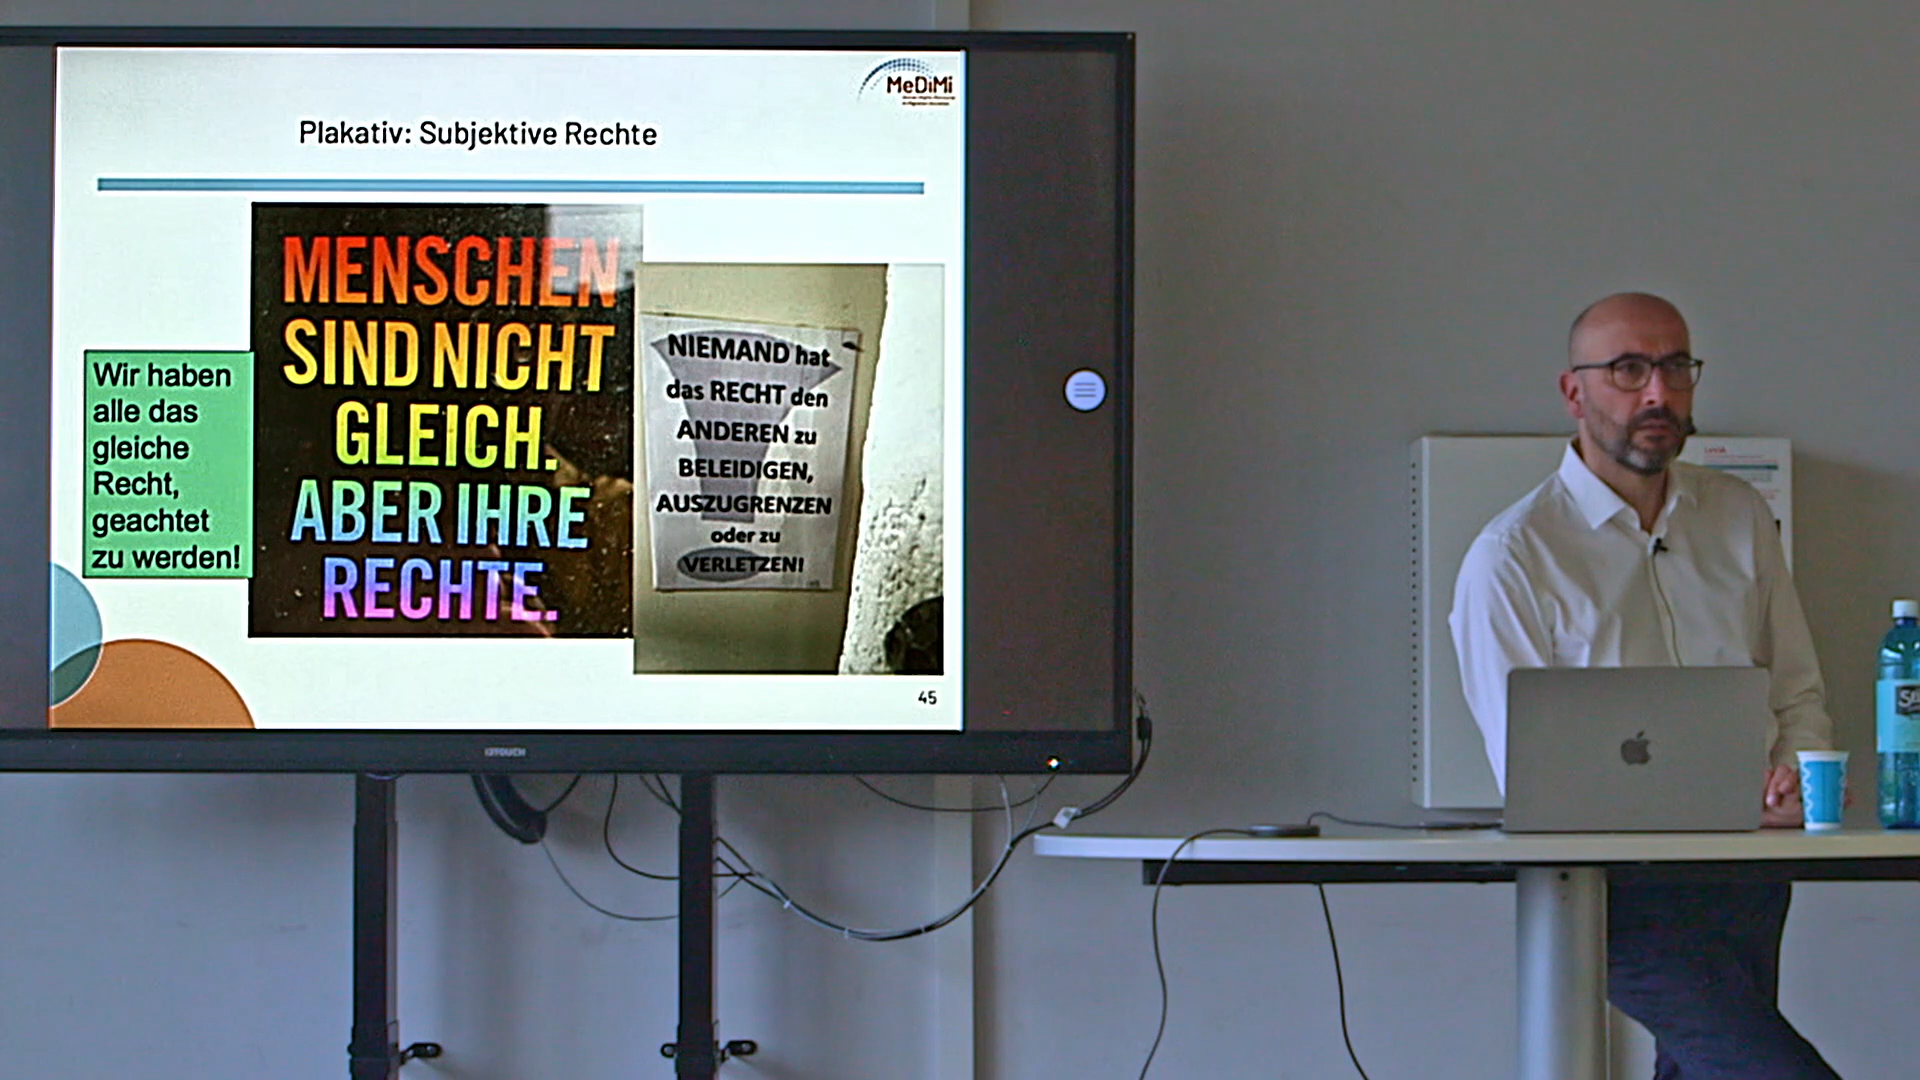 MeDiMi
Plakativ: Subjektive Rechte
Wir haben
alle das
gleiche
Recht,
geachtet
zu werden!
MENSCHEN
SIND NICHT
GLEICH.
ABER IHRE
RECHTE.
NIEMAND hat
das RECHT den
ANDEREN zu
BELEIDIGEN,
AUSZUGRENZEN
oder zu
VERLETZEN!
45